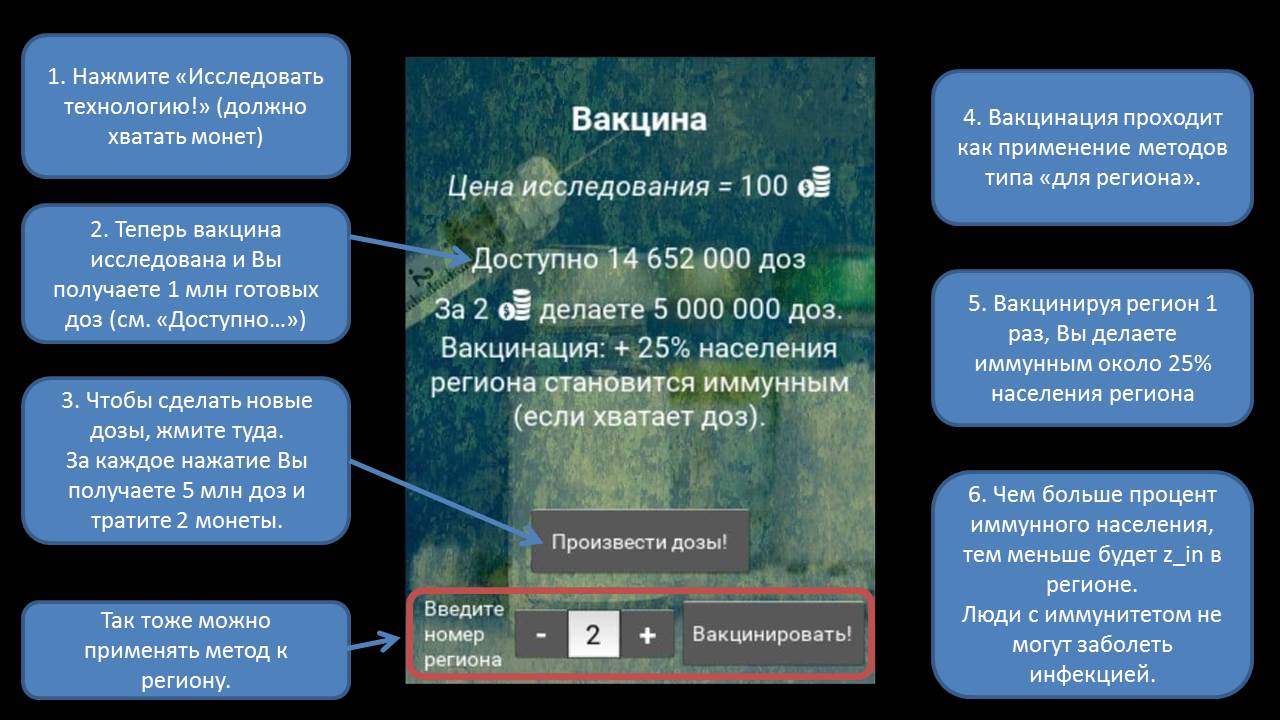 1. Нажмите «Исследовать
технологию!» (должно
хватать монет)
2. Теперь вакцина
исследована и Вы
получаете 1 млн готовых
доз (см. «Доступно…»)
3. Чтобы сделать новые
дозы, жмите туда.
За каждое нажатие Вы
получаете 5 млн доз и
тратите 2 монеты.
Так тоже можно
применять метод к
региону.
Вакцина
Цена исследования = 100
Доступно 14 652 000 доз
За 2 делаете 5 000 000 доз.
Вакцинация: + 25% населения
региона становится иммунным
(если хватает доз).
Произвести дозы!
Введите
номер
региона
- 2 + Вакцинировать!
4. Вакцинация проходит
как применение методов
типа «для региона».
5. Вакцинируя регион 1
раз, Вы делаете
иммунным около 25%
населения региона
6. Чем больше процент
иммунного населения,
тем меньше будет z_in в
регионе.
Люди с иммунитетом не
могут заболеть
инфекцией.